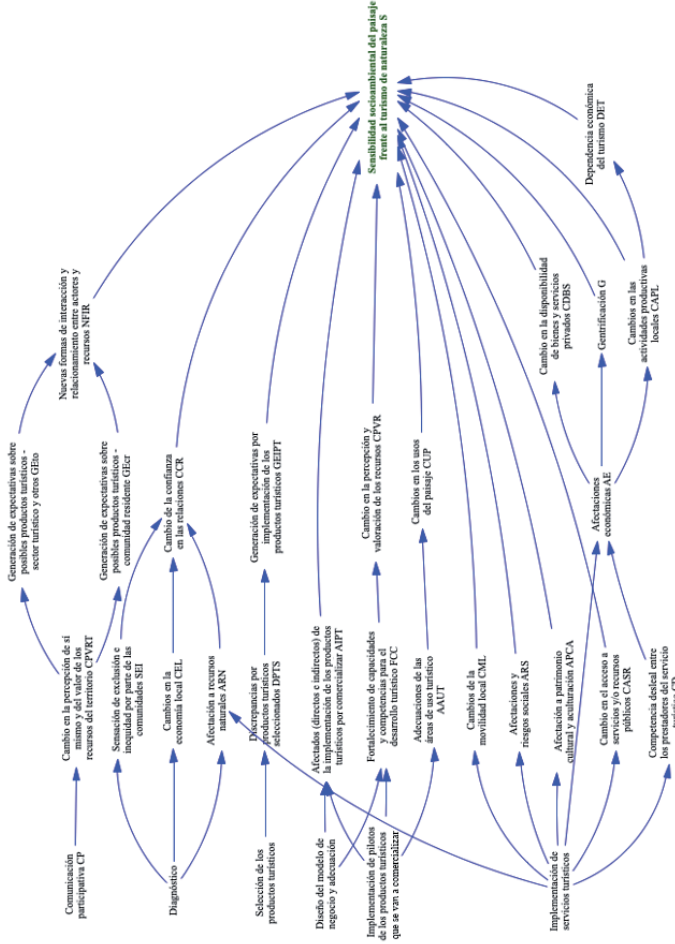 Comunicación
participativa CP
Cambio en la percepción de sí
mismo y del valor de los
recursos del territorio CPVRT
Generación de expectativas sobre
posibles productos turísticos -
sector turístico y otros GEto
Generación de expectativas sobre
posibles productos turísticos -
comunidad residente GEcr
Nuevas formas de interacción y
relacionamiento entre actores y
recursos NFIR
Diagnóstico
Sensación de exclusión e
inequidad por parte de las
comunidades SEI
Cambio en la
economía local CEL
Afectación a recursos
naturales ARN
Cambio de la confianza
en las relaciones CCR
Selección de los
productos turísticos
Discrepancias por
productos turísticos
seleccionados DPTS
Generación de expectativas por
implementación de los
productos turísticos GEIPT
Diseño del modelo de
negocio y adecuación
Implementación de pilotos
de los productos turísticos
que se van a comercializar
Afectados (directos e indirectos) de
la implementación de los productos
turísticos por comercializar AIPT
Fortalecimiento de capacidades
y competencias para el
desarrollo turístico FCC
Cambio en la percepción y
valoración de los recursos CPVR
Adecuaciones de las
áreas de uso turístico
AAUT
Cambios en los usos
del paisaje CUP
Sensibilidad socioambiental del paisaje
frente al turismo de naturaleza S
Implementación de
servicios turísticos
Cambios de la
movilidad local CML
Afectaciones y
riesgos sociales ARS
Afectación a patrimonio
cultural y aculturación APCA
Cambio en el acceso a
servicios y/o recursos
públicos CASR
Competencia desleal entre
los prestadores del servicio
Afectaciones
económicas AE
Cambio en la disponibilidad
de bienes y servicios
privados CDBS
Gentrificación G
Cambios en las
actividades productivas
locales CAPL
Dependencia económica
del turismo DET